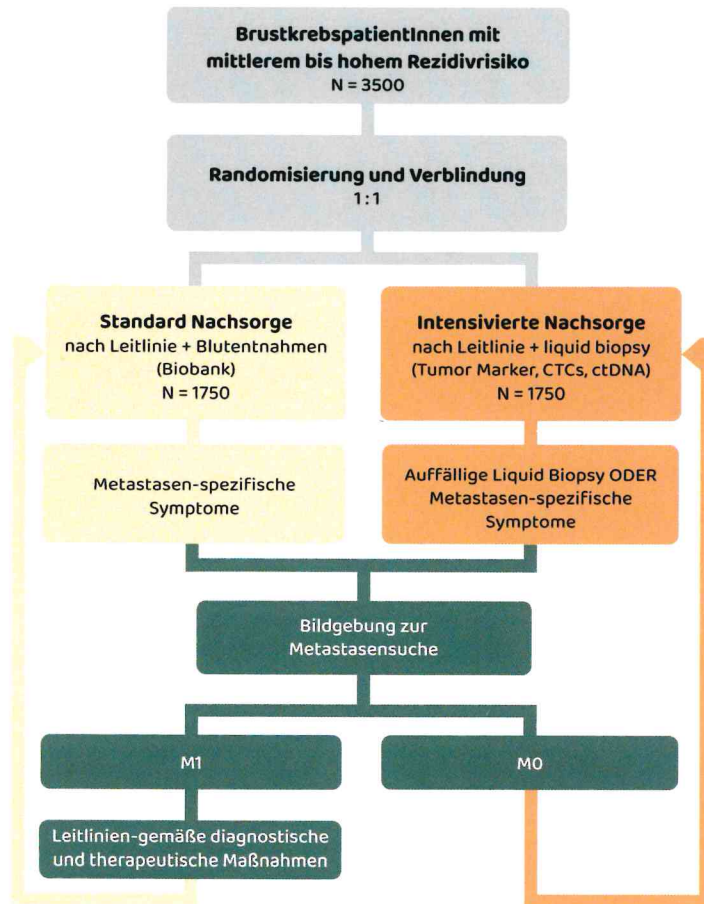 BrustkrebspatientInnen mit
mittlerem bis hohem Rezidivrisiko
N = 3500
Randomisierung und Verblindung
1 : 1
Standard Nachsorge
nach Leitlinie + Blutentnahmen
(Biobank)
N = 1750
Intensivierte Nachsorge
nach Leitlinie + liquid biopsy
(Tumor Marker, CTCs, ctDNA)
N = 1750
Metastasen-spezifische
Symptome
Auffällige Liquid Biopsy ODER
Metastasen-spezifische
Symptome
Bildgebung zur
Metastasensuche
M1
M0
Leitlinien-gemäße diagnostische
und therapeutische Maßnahmen